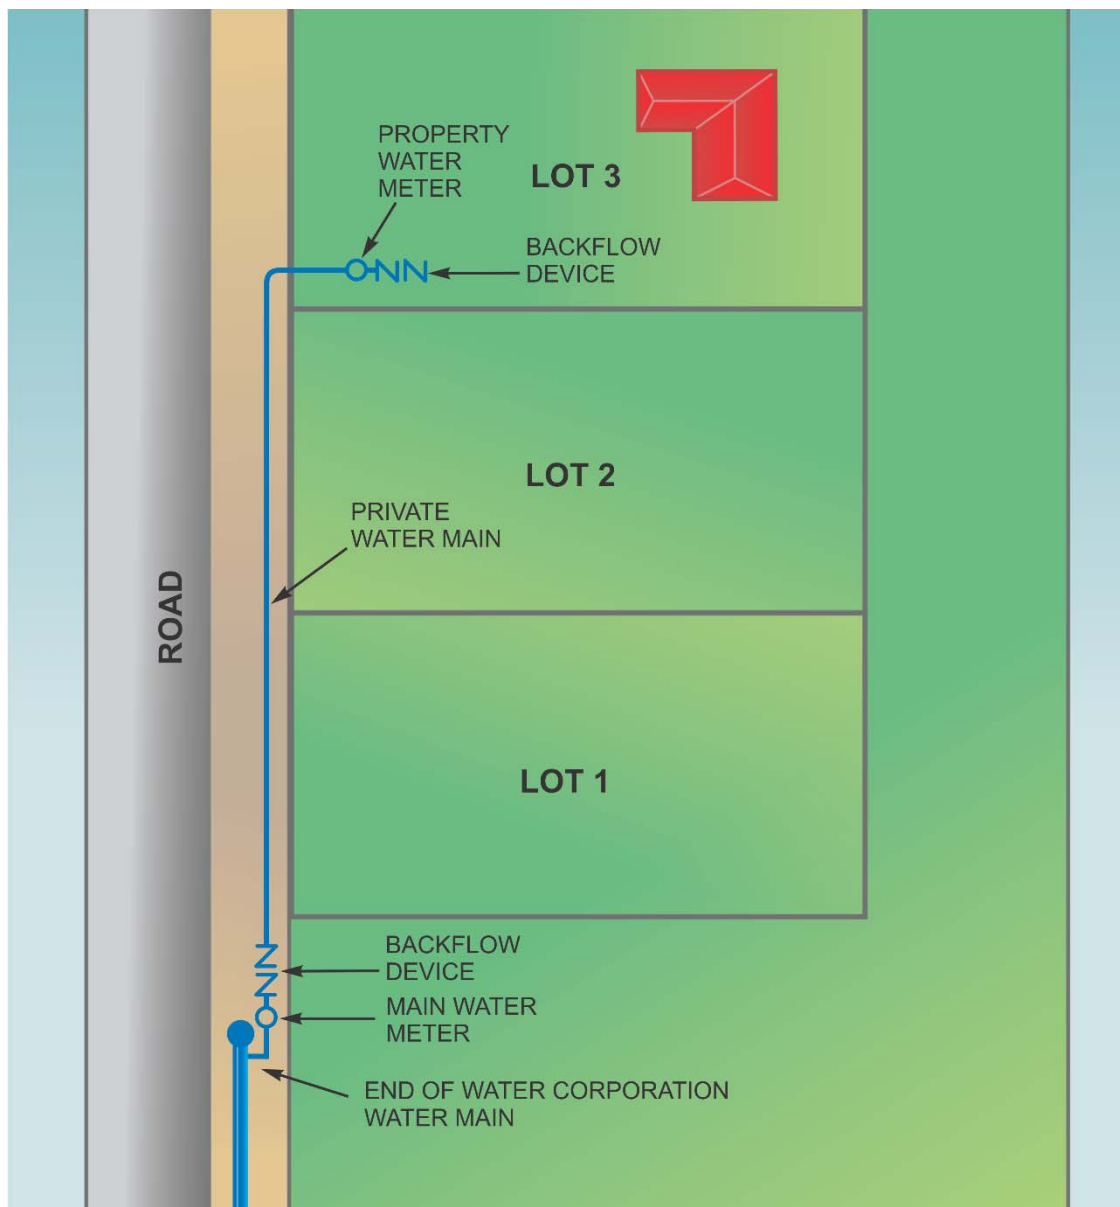 PROPERTY
WATER
METER
LOT 3
BACKFLOW
DEVICE
LOT 2
PRIVATE
WATER MAIN
ROAD
LOT 1
BACKFLOW
DEVICE
MAIN WATER
METER
END OF WATER CORPORATION
WATER MAIN